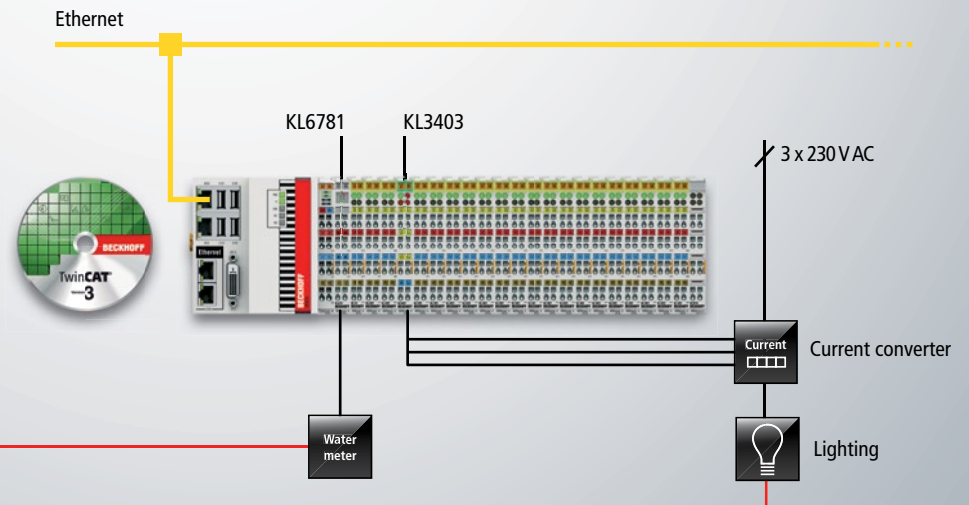 Ethernet
KL6781
KL3403
3 x 230 V AC
BECKHOFF
TwinCAT
3
Ethernet
BECKHOFF
Current
Current converter
Water
meter
Lighting